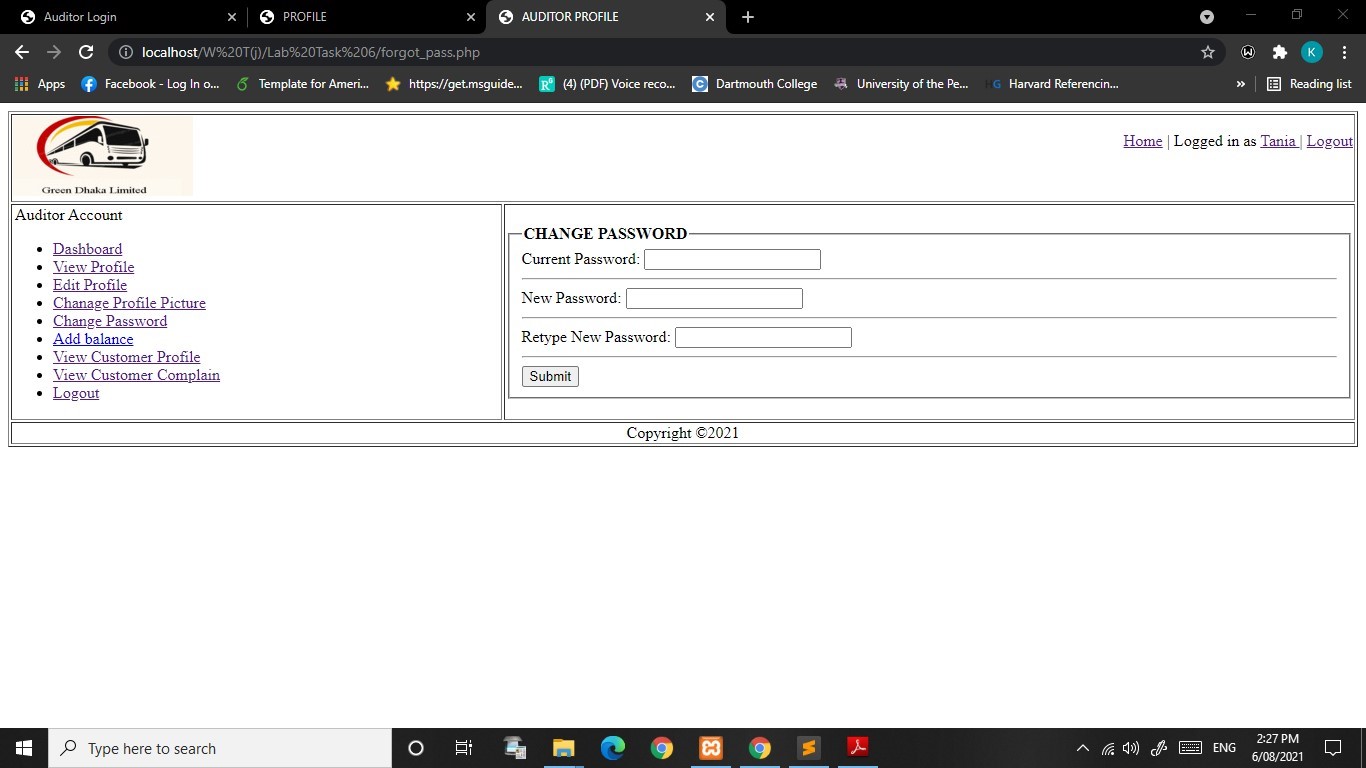 Auditor Login
PROFILE
AUDITOR PROFILE
localhost/W%20T(j)/Lab%20Task%206/forgot_pass.php
K
Apps
Facebook - Log In o...
Template for Ameri...
https://get.msguide...
(4) (PDF) Voice reco...
Dartmouth College
University of the Pe...
HG Harvard Referencin...
»
Reading list
Green Dhaka Limited
Home | Logged in as Tania | Logout
Auditor Account
• Dashboard
• View Profile
• Edit Profile
• Chanage Profile Picture
• Change Password
• Add balance
• View Customer Profile
• View Customer Complain
• Logout
CHANGE PASSWORD
Current Password:
New Password:
Retype New Password:
Submit
Copyright ©2021
Type here to search
ENG
2:27 PM
6/08/2021